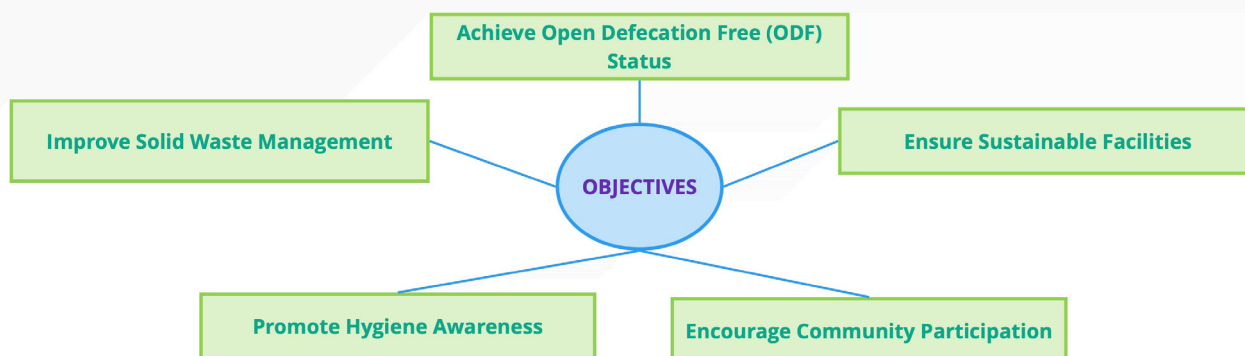 Achieve Open Defecation Free (ODF)
Status
Improve Solid Waste Management
Ensure Sustainable Facilities
OBJECTIVES
Promote Hygiene Awareness
Encourage Community Participation